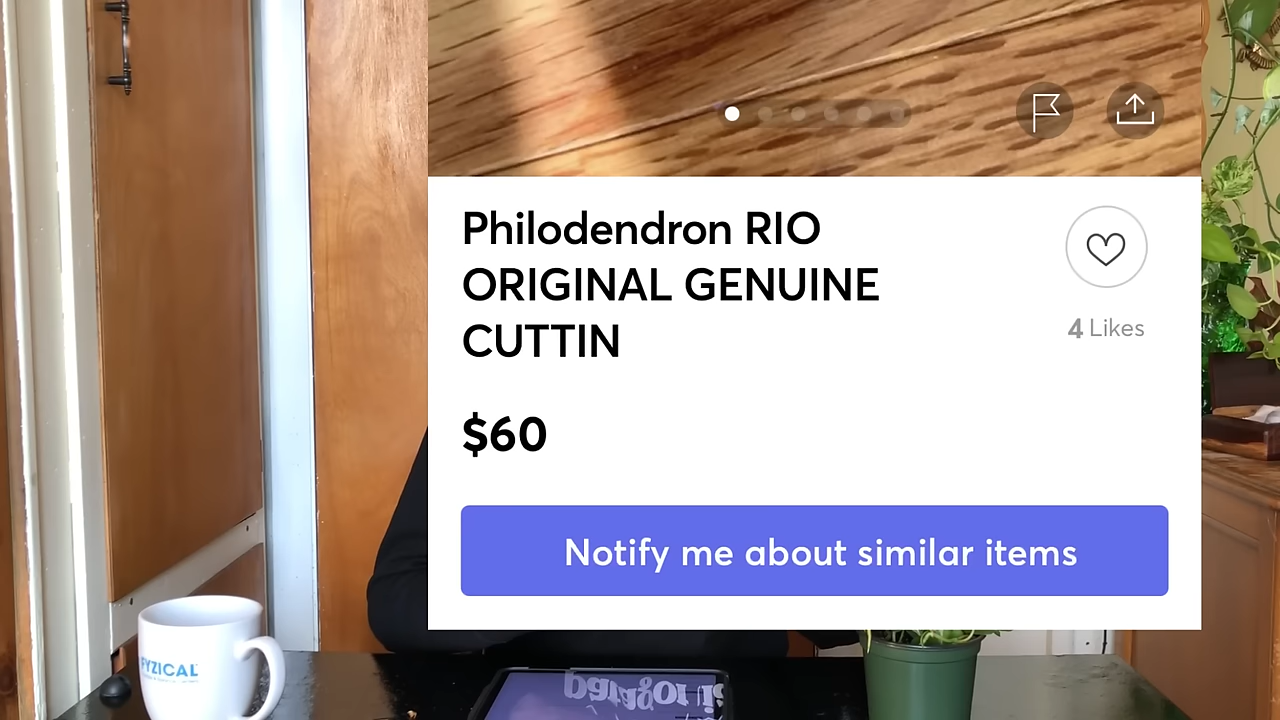 Philodendron RIO
ORIGINAL GENUINE
CUTTIN
4 Likes
$60
Notify me about similar items
FYZICAL